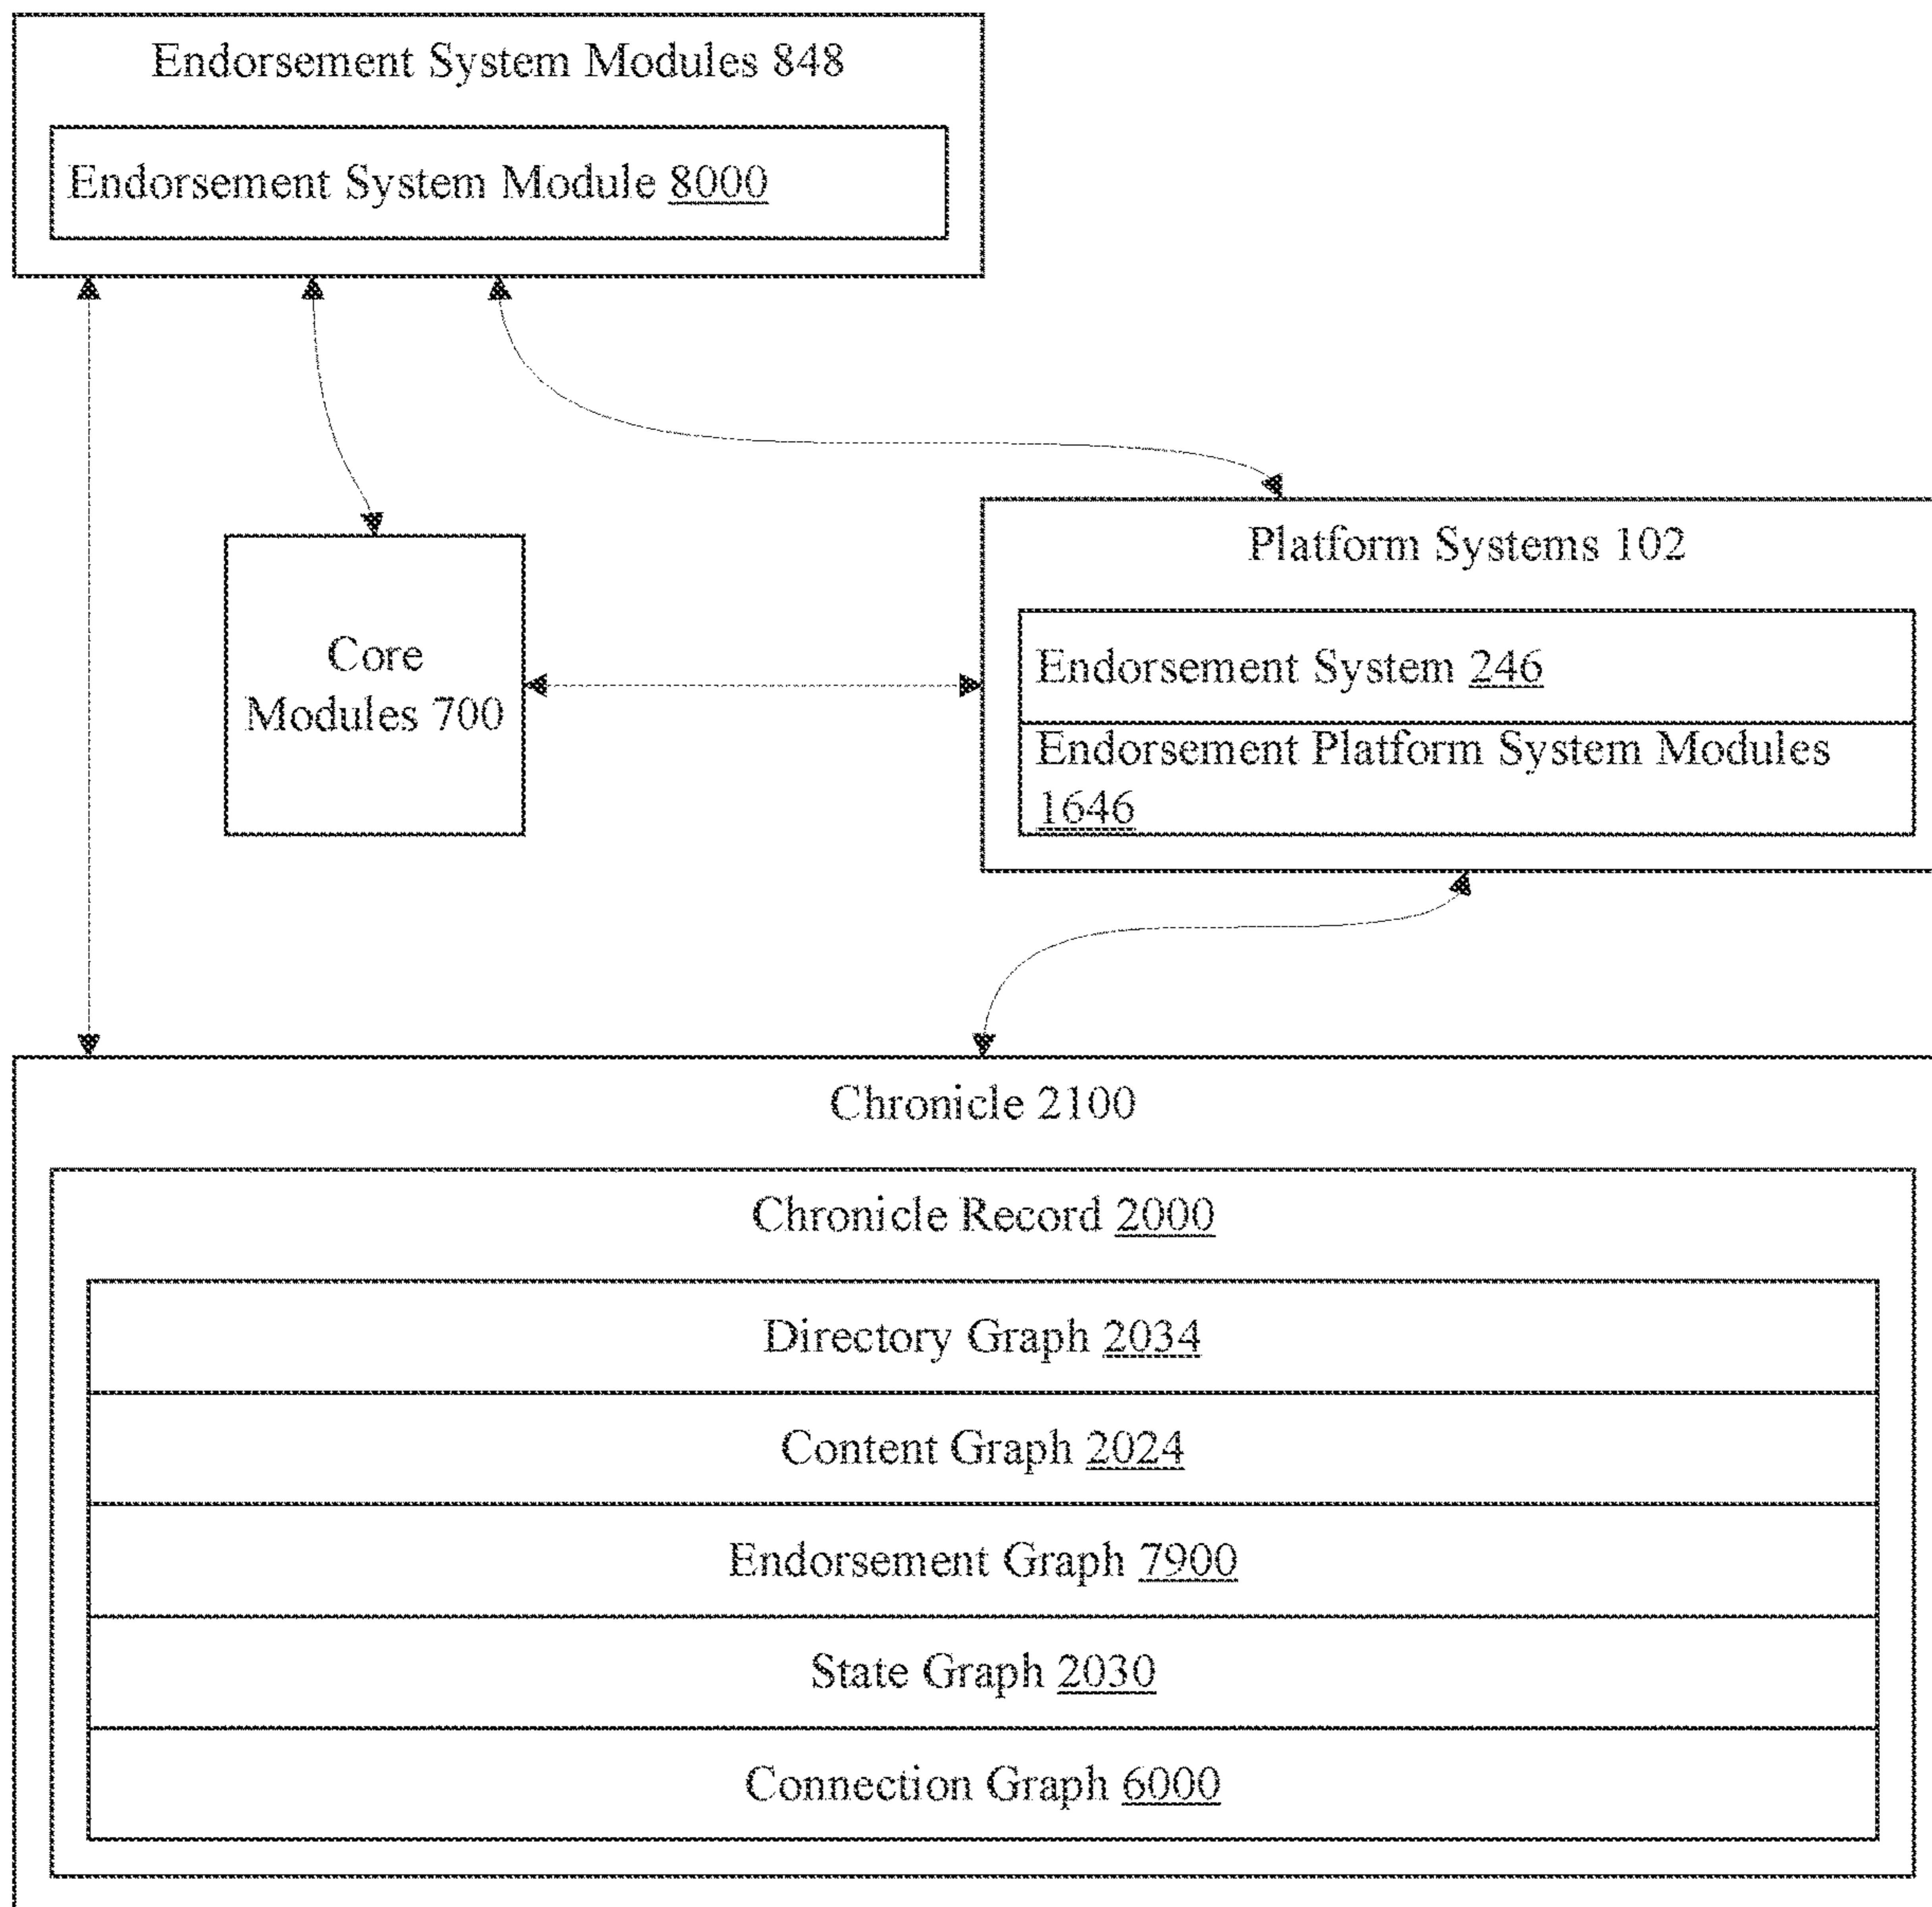 Endorsement System Modules 848
Endorsement System Module 8000
Platform Systems 102
Core
Modules 700
Endorsement System 246
Endorsement Platform System Modules
1646
Chronicle 2100
Chronicle Record 2000
Directory Graph 2034
Content Graph 2024
Endorsement Graph 7900
State Graph 2030
Connection Graph 6000